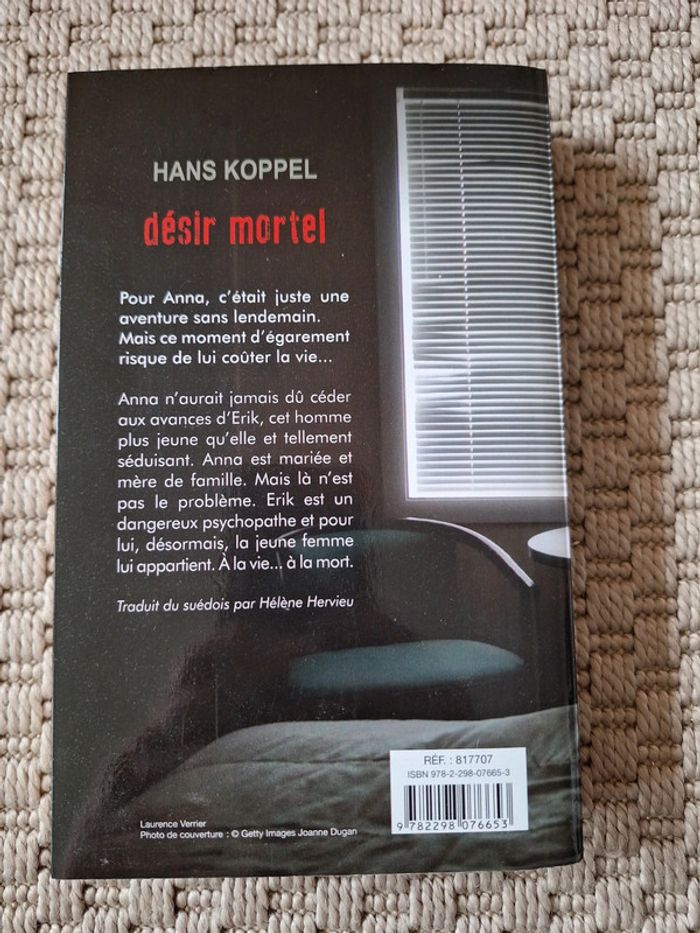 HANS KOPPEL
désir mortel
Pour Anna, c'était juste une
aventure sans lendemain.
Mais ce moment d'égarement
risque de lui coûter la vie...
Anna n'aurait jamais dû céder
aux avances d'Erik, cet homme
plus jeune qu'elle et tellement
séduisant. Anna est mariée et
mère de famille. Mais là n'est
pas le problème. Erik est un
dangereux psychopathe et pour
lui, désormais, la jeune femme
lui appartient. À la vie... à la mort.
Traduit du suédois par Hélène Hervieu
RÉF. : 817707
ISBN 978-2-298-07665-3
9 782298 076653
Laurence Verrier
Photo de couverture : © Getty Images Joanne Dugan